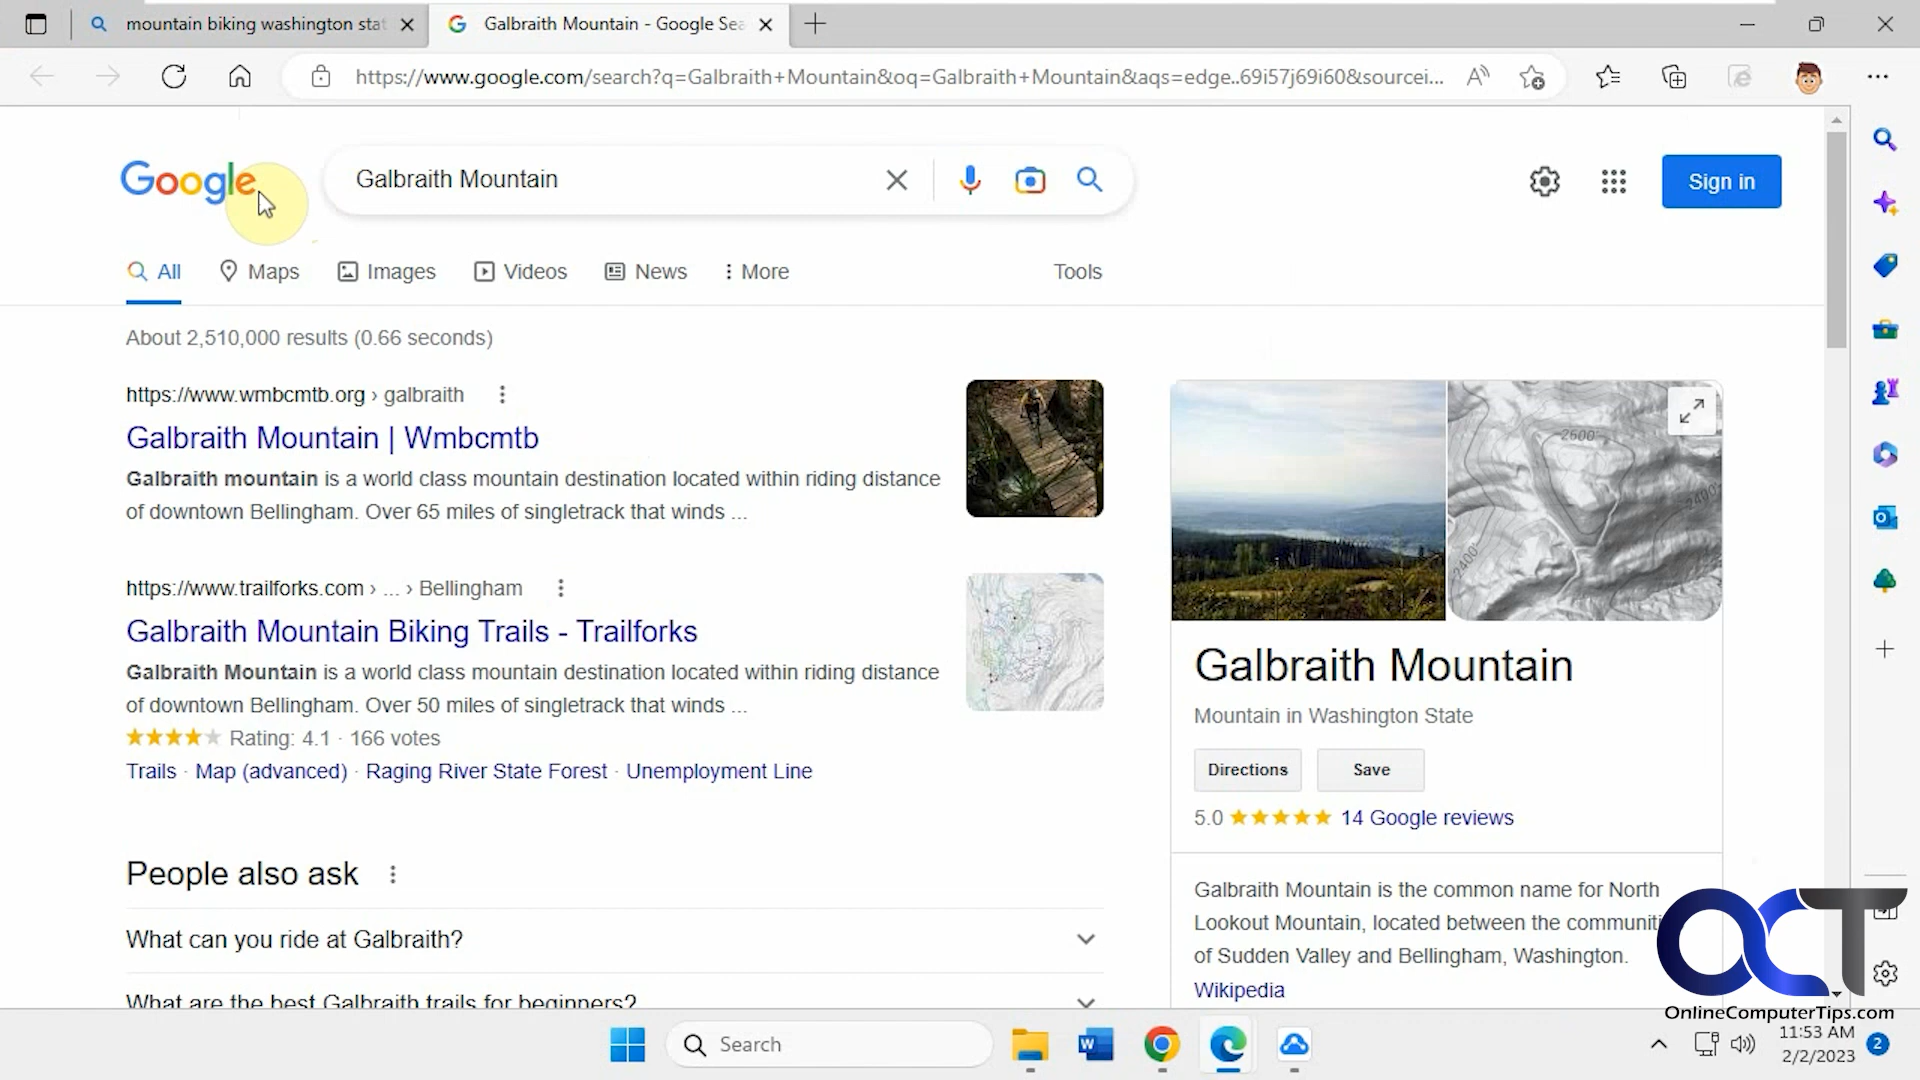 mountain biking washington stat
Galbraith Mountain - Google Sea
https://www.google.com/search?q=Galbraith+Mountain&oq=Galbraith+Mountain&aqs=edge..69i57j69i60&sourcei...
Google
Galbraith Mountain
Sign in
All
Maps
Images
Videos
News
More
Tools
About 2,510,000 results (0.66 seconds)
https://www.wmbcmtb.org › galbraith
Galbraith Mountain | Wmbcmtb
Galbraith mountain is a world class mountain destination located within riding distance
of downtown Bellingham. Over 65 miles of singletrack that winds ...
https://www.trailforks.com › ... › Bellingham
Galbraith Mountain Biking Trails - Trailforks
Galbraith Mountain is a world class mountain destination located within riding distance
of downtown Bellingham. Over 50 miles of singletrack that winds ...
Rating: 4.1 · 166 votes
Trails · Map (advanced) · Raging River State Forest · Unemployment Line
People also ask
What can you ride at Galbraith?
What are the best Galbraith trails for beginners?
2600'
2400'
2400'
Galbraith Mountain
Mountain in Washington State
Directions
Save
5.0
14 Google reviews
Galbraith Mountain is the common name for North
Lookout Mountain, located between the communiti
of Sudden Valley and Bellingham, Washington.
Wikipedia
OCT
OnlineComputerTips.com
Search
11:53 AM
2/2/2023
2